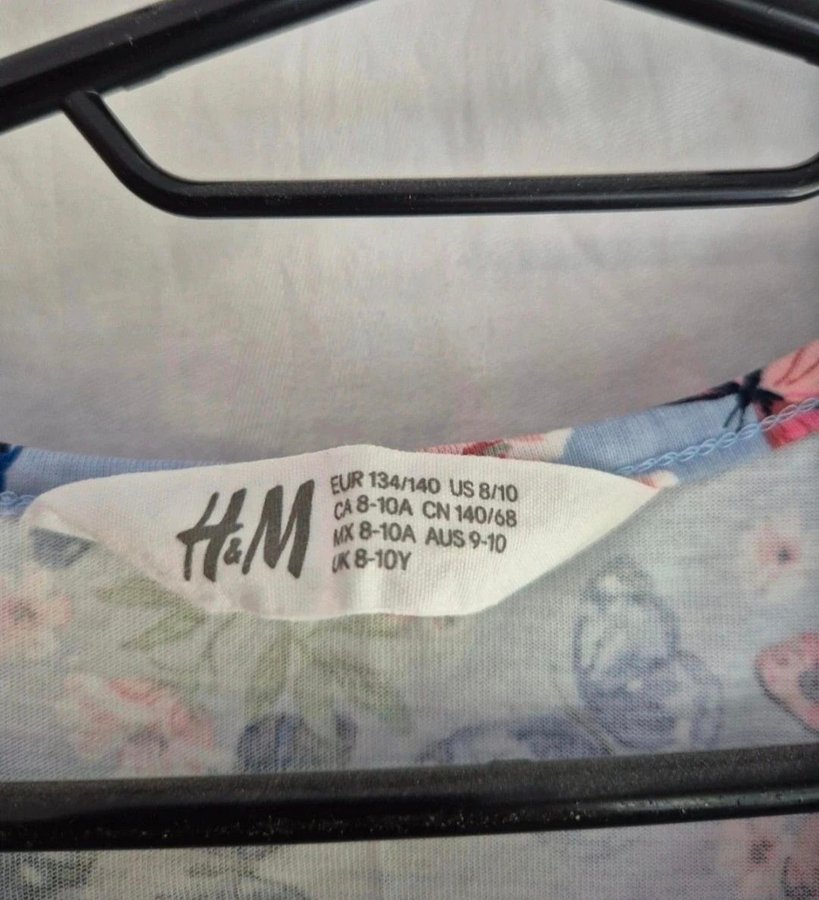 H&M
EUR 134/140 US 8/10
CA 8-10A CN 140/68
MX 8-10A AUS 9-10
UK 8-10Y